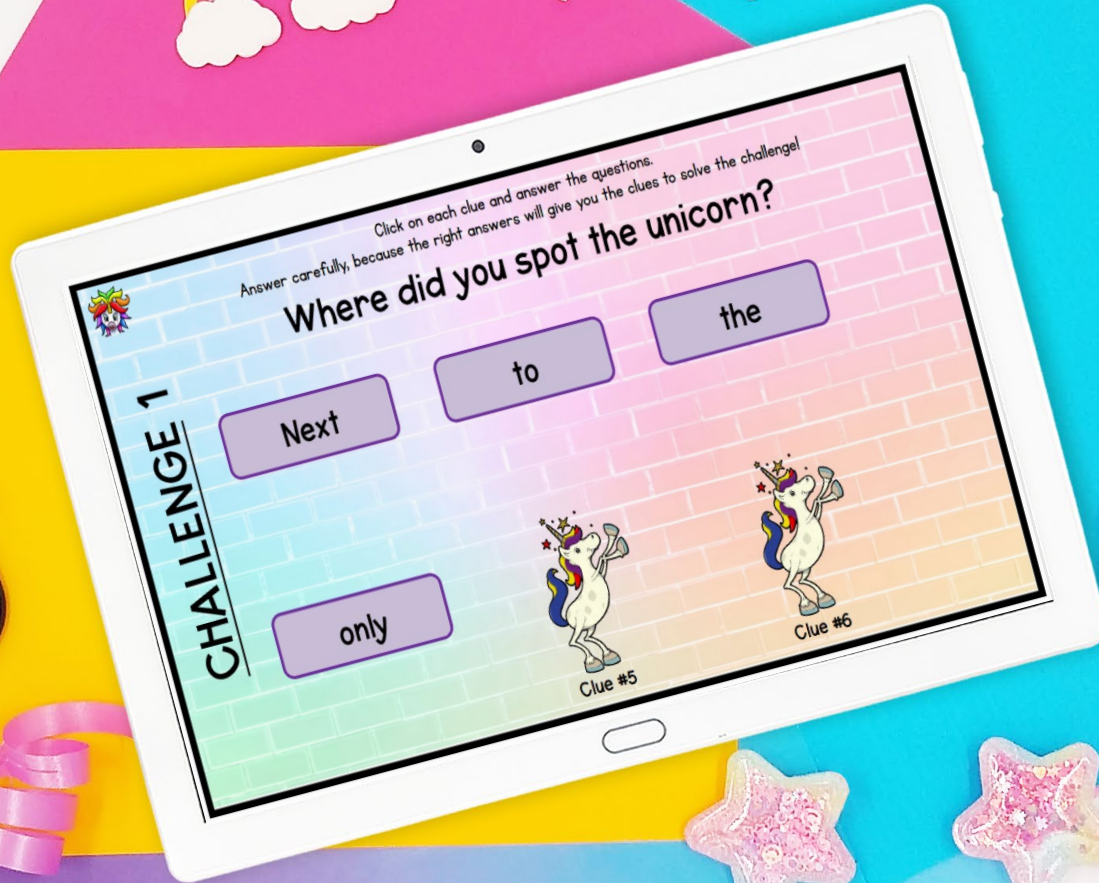 Click on each clue and answer the questions.
Answer carefully, because the right answers will give you the clues to solve the challenge!
Where did you spot the unicorn?
CHALLENGE 1
Next
to
the
only
Clue #5
Clue #6